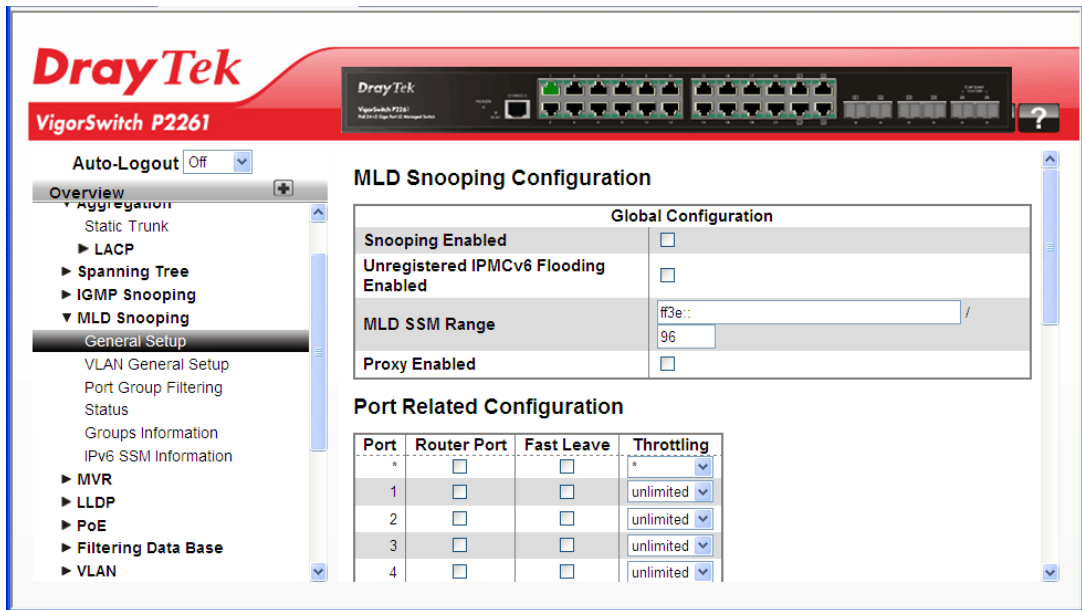 DrayTek
VigorSwitch P2261
DrayTek
VigorSwitch P2261
POWER
CONSOLE
?
Auto-Logout Off
Overview
Aggregation
Static Trunk
LACP
Spanning Tree
IGMP Snooping
MLD Snooping
General Setup
VLAN General Setup
Port Group Filtering
Status
Groups Information
IPv6 SSM Information
MVR
LLDP
PoE
Filtering Data Base
VLAN
MLD Snooping Configuration
Global Configuration
Snooping Enabled
Unregistered IPMCv6 Flooding
Enabled
MLD SSM Range ff3e:: /
96
Proxy Enabled
Port Related Configuration
Port Router Port Fast Leave Throttling
* *
1 unlimited
2 unlimited
3 unlimited
4 unlimited